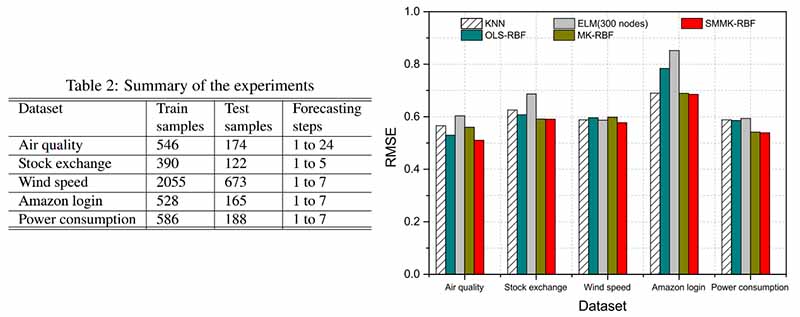 Table 2: Summary of the experiments
Dataset Train samples Test samples Forecasting steps
Air quality 546 174 1 to 24
Stock exchange 390 122 1 to 5
Wind speed 2055 673 1 to 7
Amazon login 528 165 1 to 7
Power consumption 586 188 1 to 7
KNN ELM(300 nodes) SMMK-RBF
OLS-RBF MK-RBF
RMSE
1.0
0.8
0.6
0.4
0.2
0.0
Air quality Stock exchange Wind speed Amazon login Power consumption
Dataset